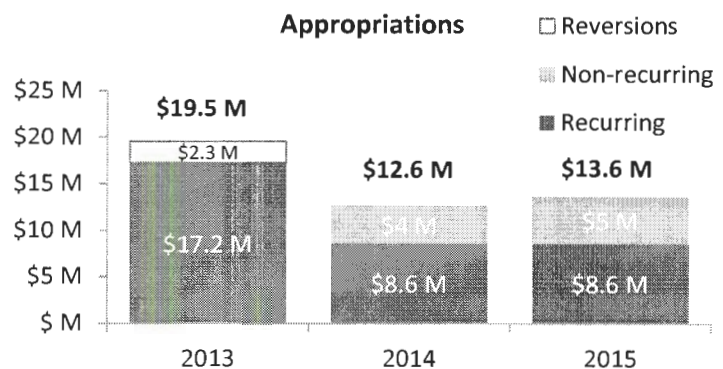 Appropriations
Reversions
Non-recurring
Recurring
$25 M
$20 M
$15 M
$10 M
$5 M
$ M
$19.5 M
$2.3 M
$17.2 M
$12.6 M
$4 M
$8.6 M
$13.6 M
$5 M
$8.6 M
2013
2014
2015